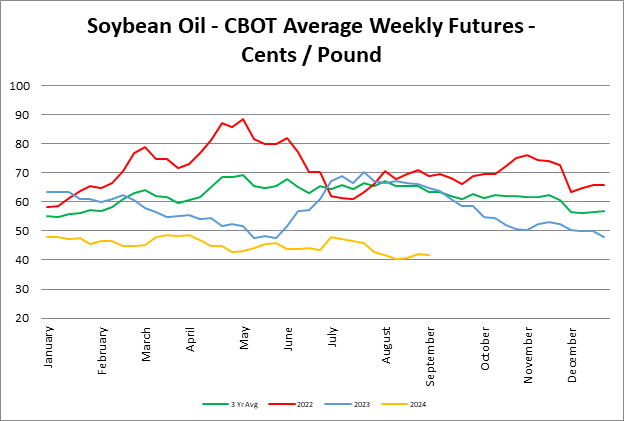 Soybean Oil - CBOT Average Weekly Futures -
Cents / Pound
100
90
80
70
60
50
40
30
20
January
February
March
April
May
June
July
August
September
October
November
December
3 Yr Avg
2022
2023
2024